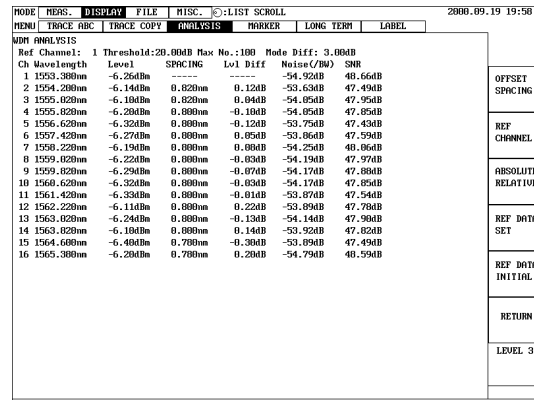 MODE MEAS. DISPLAY FILE MISC. :LIST SCROLL 2000.09.19 19:58
MENU TRACE ABC TRACE COPY ANALYSIS MARKER LONG TERM LABEL
WDM ANALYSIS
Ref Channel: 1 Threshold:20.00dB Max No.:100 Mode Diff: 3.00dB
Ch Wavelength Level SPACING Lvl Diff Noise(/BW) SNR
1 1553.380nm -6.26dBm ----- ----- -54.92dB 48.66dB
2 1554.200nm -6.14dBm 0.820nm 0.12dB -53.63dB 47.49dB
3 1555.020nm -6.10dBm 0.820nm 0.04dB -54.05dB 47.95dB
4 1555.820nm -6.20dBm 0.800nm -0.10dB -54.05dB 47.85dB
5 1556.620nm -6.32dBm 0.800nm -0.12dB -53.75dB 47.43dB
6 1557.420nm -6.27dBm 0.800nm 0.05dB -53.86dB 47.59dB
7 1558.220nm -6.19dBm 0.800nm 0.08dB -54.25dB 48.06dB
8 1559.020nm -6.22dBm 0.800nm -0.03dB -54.19dB 47.97dB
9 1559.820nm -6.29dBm 0.800nm -0.07dB -54.17dB 47.88dB
10 1560.620nm -6.32dBm 0.800nm -0.03dB -54.17dB 47.85dB
11 1561.420nm -6.33dBm 0.800nm -0.01dB -53.87dB 47.54dB
12 1562.220nm -6.11dBm 0.800nm 0.22dB -53.89dB 47.78dB
13 1563.020nm -6.24dBm 0.800nm -0.13dB -54.14dB 47.90dB
14 1563.820nm -6.10dBm 0.800nm 0.14dB -53.92dB 47.82dB
15 1564.600nm -6.40dBm 0.780nm -0.30dB -53.89dB 47.49dB
16 1565.380nm -6.20dBm 0.780nm 0.20dB -54.79dB 48.59dB
OFFSET
SPACING
REF
CHANNEL
ABSOLUTE
RELATIVE
REF DATA
SET
REF DATA
INITIAL
RETURN
LEVEL 3